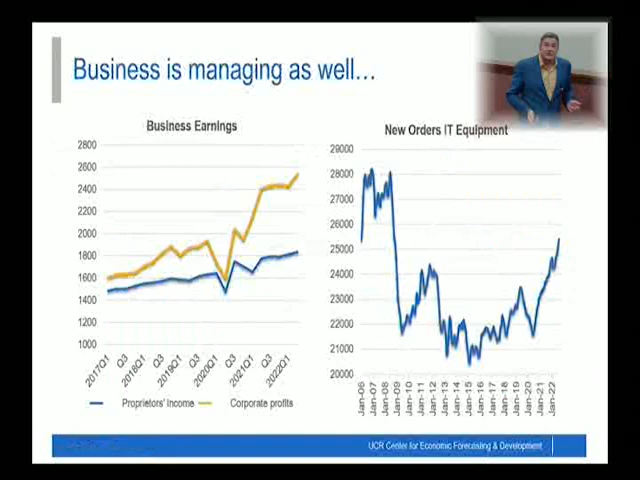 Business is managing as well…
Business Earnings
2800
2600
2400
2200
2000
1800
1600
1400
1200
1000
2017Q1
Q3
2018Q1
Q3
2019Q1
Q3
2020Q1
Q3
2021Q1
Q3
2022Q1
Proprietors' Income
Corporate profits
New Orders IT Equipment
29000
28000
27000
26000
25000
24000
23000
22000
21000
20000
Jan-06
Jan-07
Jan-08
Jan-09
Jan-10
Jan-11
Jan-12
Jan-13
Jan-14
Jan-15
Jan-16
Jan-17
Jan-18
Jan-19
Jan-20
Jan-21
Jan-22
UCR Center for Economic Forecasting & Development